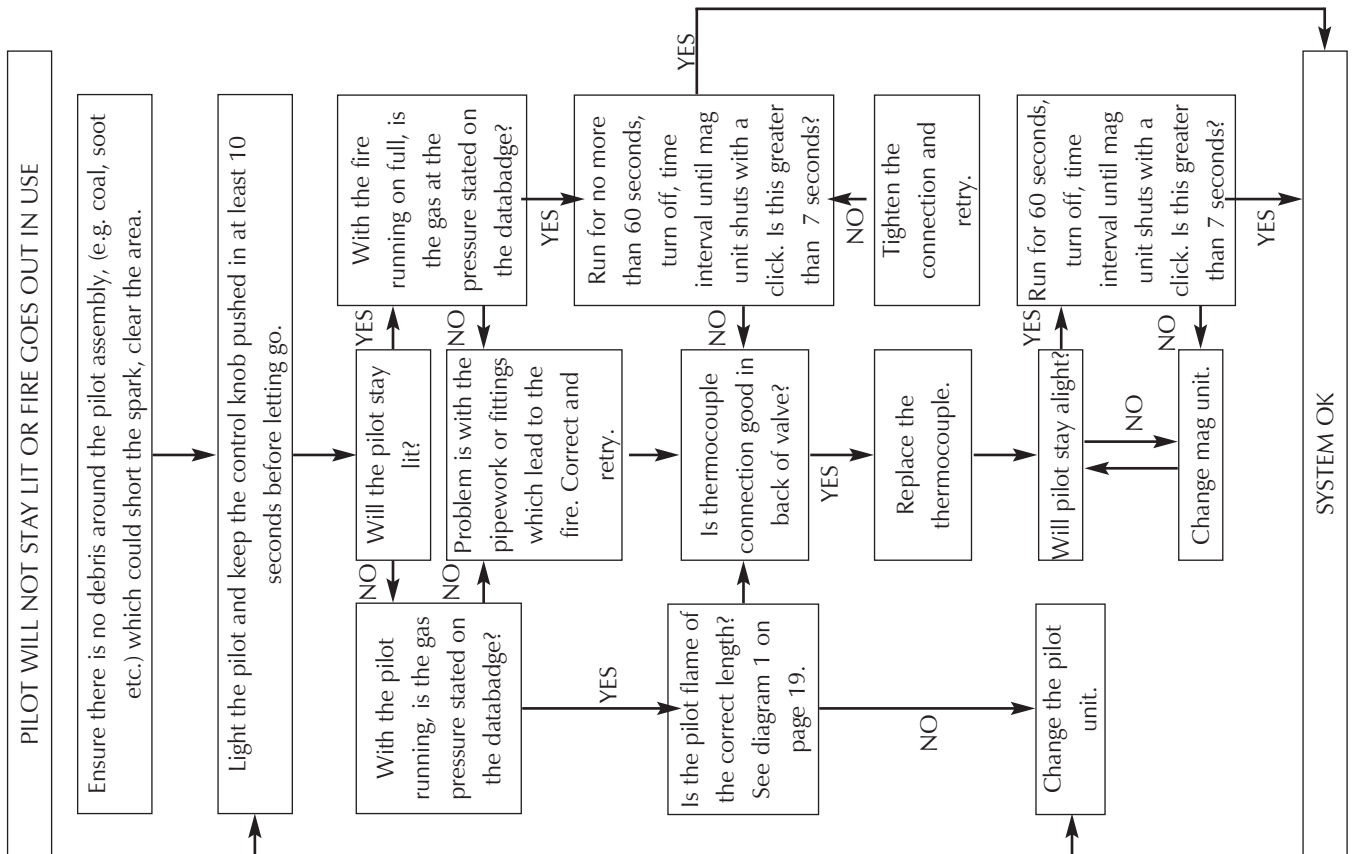 PILOT WILL NOT STAY LIT OR FIRE GOES OUT IN USE
Ensure there is no debris around the pilot assembly, (e.g. coal, soot
etc.) which could short the spark, clear the area.
Light the pilot and keep the control knob pushed in at least 10
seconds before letting go.
Will the pilot stay
lit?
NO
YES
With the pilot
running, is the gas
pressure stated on
the databadge?
NO
YES
Problem is with the
pipework or fittings
which lead to the
fire. Correct and
retry.
With the fire
running on full, is
the gas at the
pressure stated on
the databadge?
NO
YES
Is the pilot flame of
the correct length?
See diagram 1 on
page 19.
NO
Is thermocouple
connection good in
back of valve?
YES
Run for no more
than 60 seconds,
turn off, time
interval until mag
unit shuts with a
click. Is this greater
than 7 seconds?
NO
YES
NO
Tighten the
connection and
retry.
Replace the
thermocouple.
Change the pilot
unit.
Will pilot stay alight?
YES
NO
Change mag unit.
Run for 60 seconds,
turn off, time
interval until mag
unit shuts with a
click. Is this greater
than 7 seconds?
NO
YES
SYSTEM OK